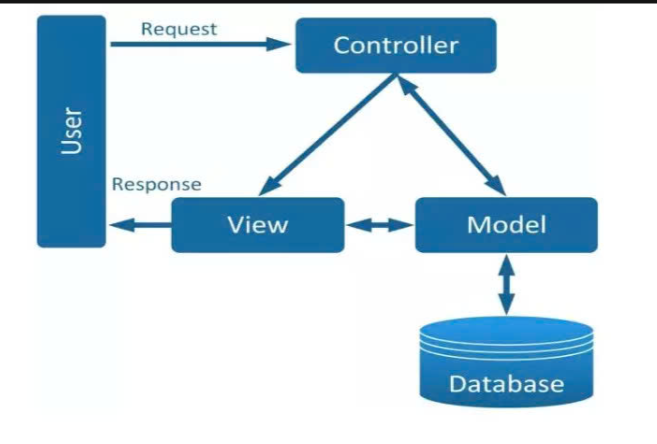 Request
Controller
User
Response
View
Model
Database